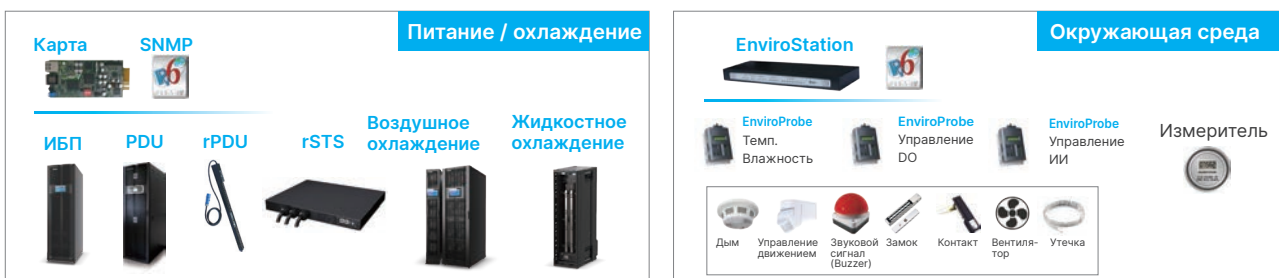 Питание / охлаждение
Карта SNMP
ИБП PDU rPDU rSTS Воздушное охлаждение Жидкостное охлаждение
Окружающая среда
EnviroStation
EnviroProbe
Темп.
Влажность
EnviroProbe
Управление
DO
EnviroProbe
Управление
ИИ
Измеритель
Дым
Управление
движением
Звуковой
сигнал
(Buzzer)
Замок
Контакт
Вентиля-
тор
Утечка